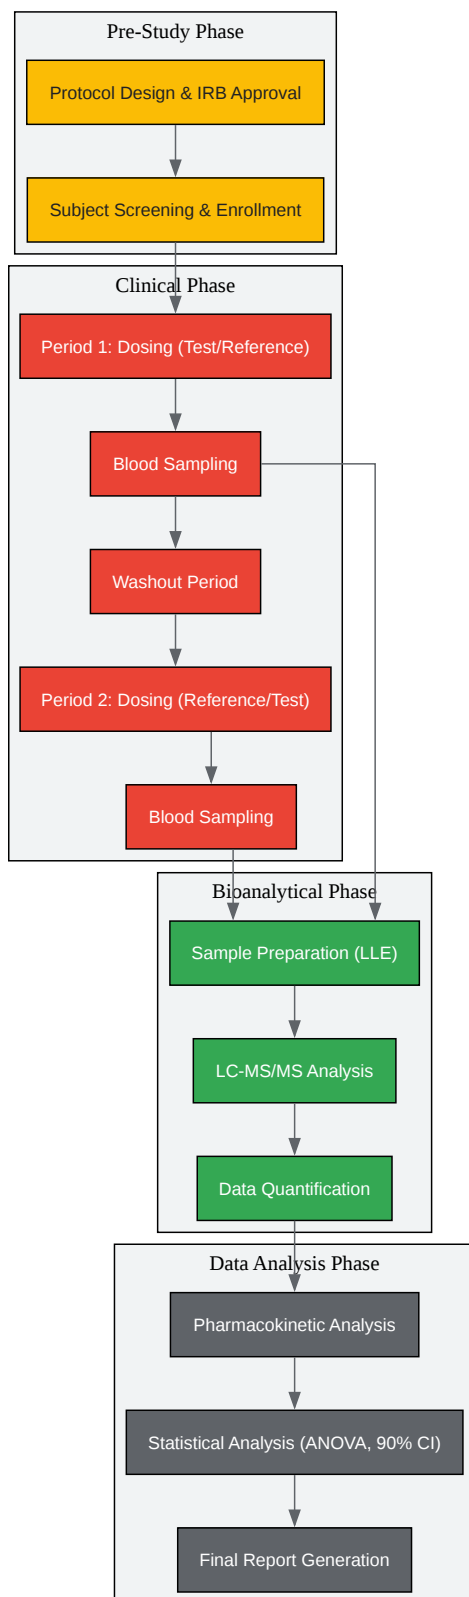 Pre-Study Phase
Protocol Design & IRB Approval
Subject Screening & Enrollment
Clinical Phase
Period 1: Dosing (Test/Reference)
Blood Sampling
Washout Period
Period 2: Dosing (Reference/Test)
Blood Sampling
Bioanalytical Phase
Sample Preparation (LLE)
LC-MS/MS Analysis
Data Quantification
Data Analysis Phase
Pharmacokinetic Analysis
Statistical Analysis (ANOVA, 90% CI)
Final Report Generation